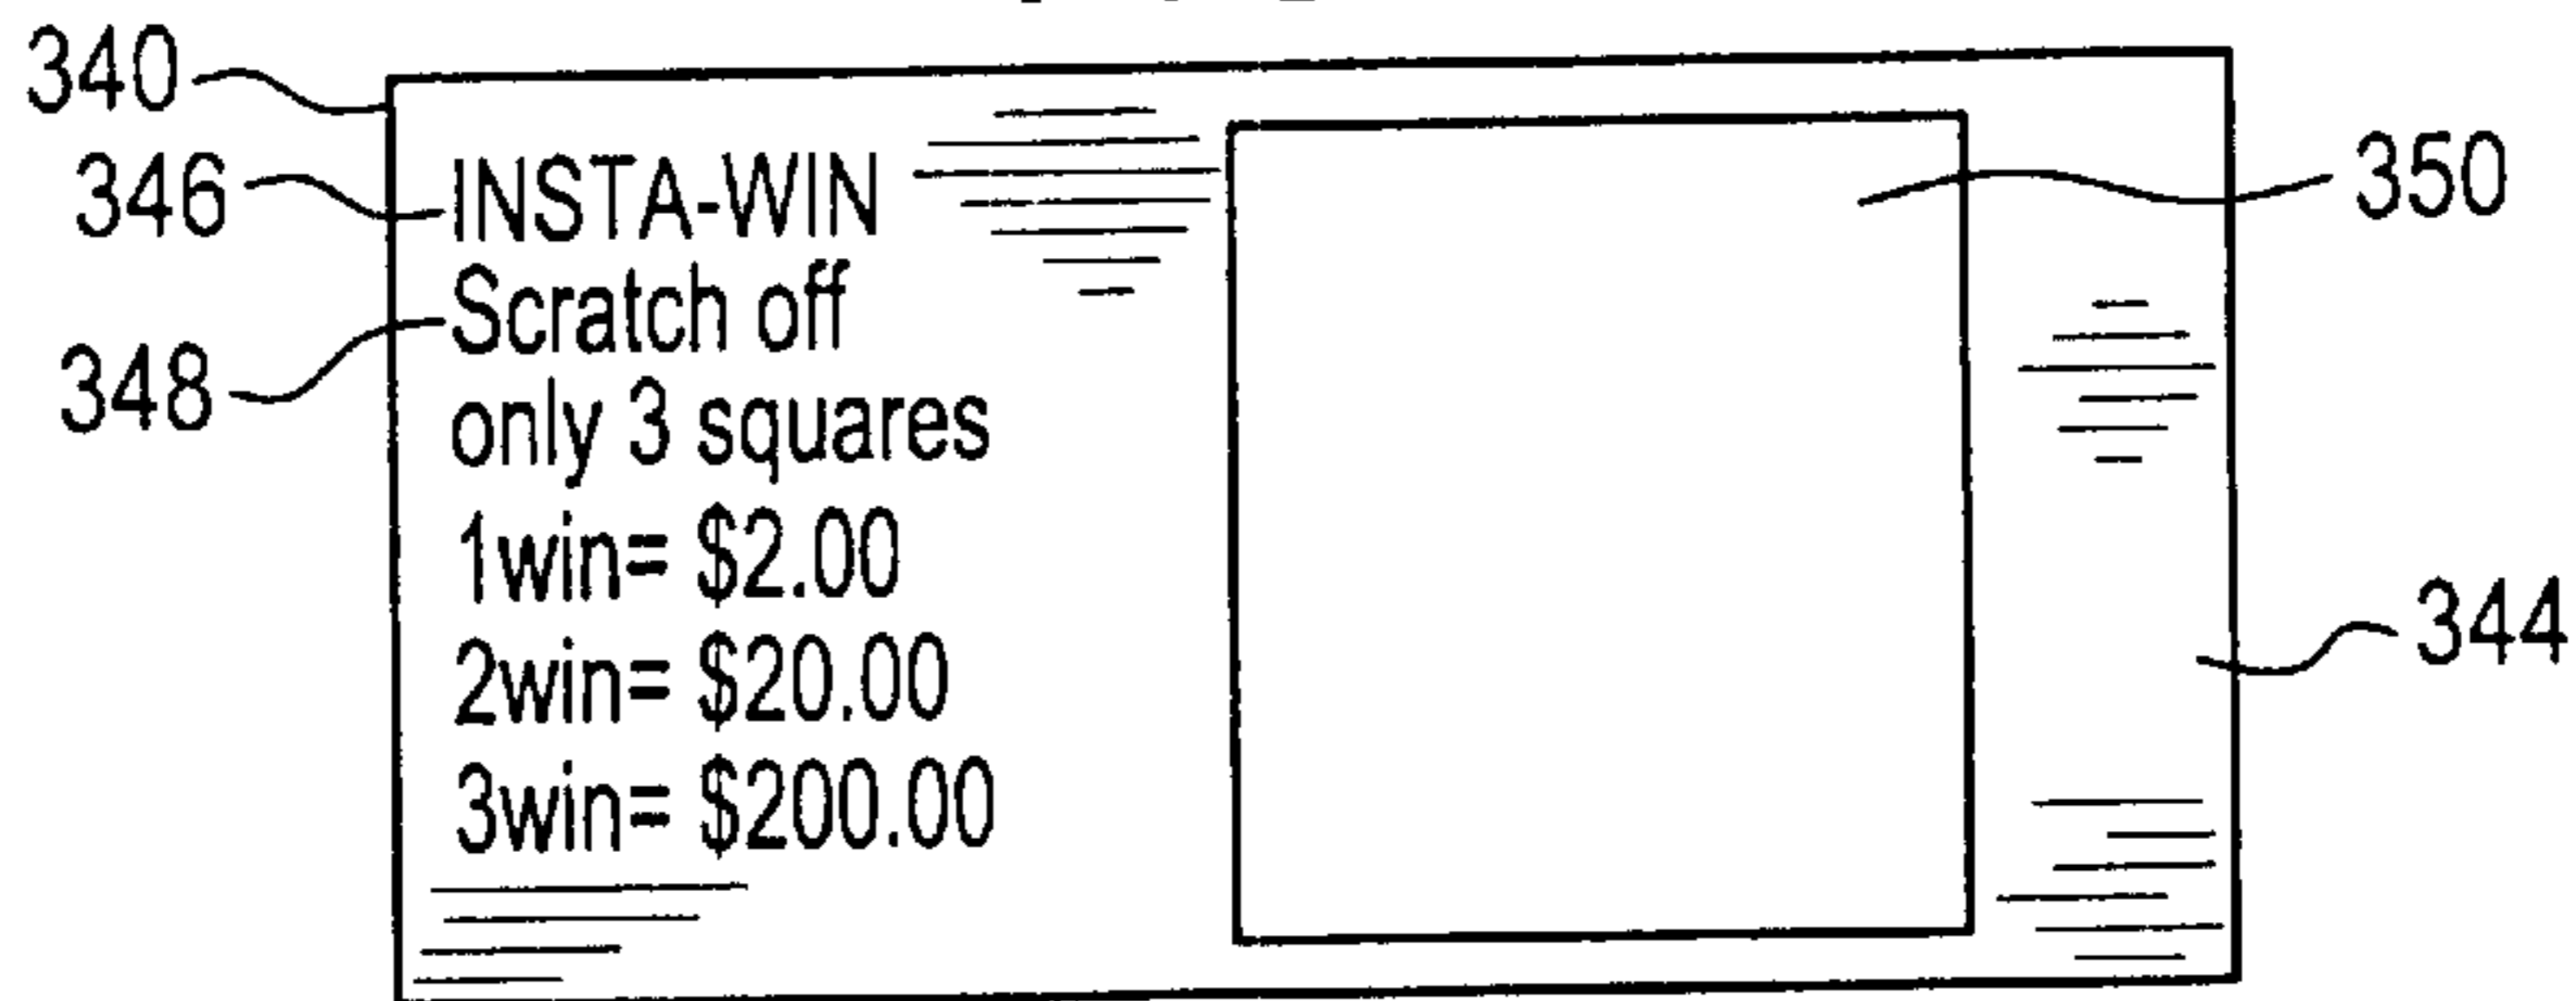 340
346
INSTA-WIN
350
Scratch off
348
only 3 squares
1win= $2.00
344
2win= $20.00
3win= $200.00